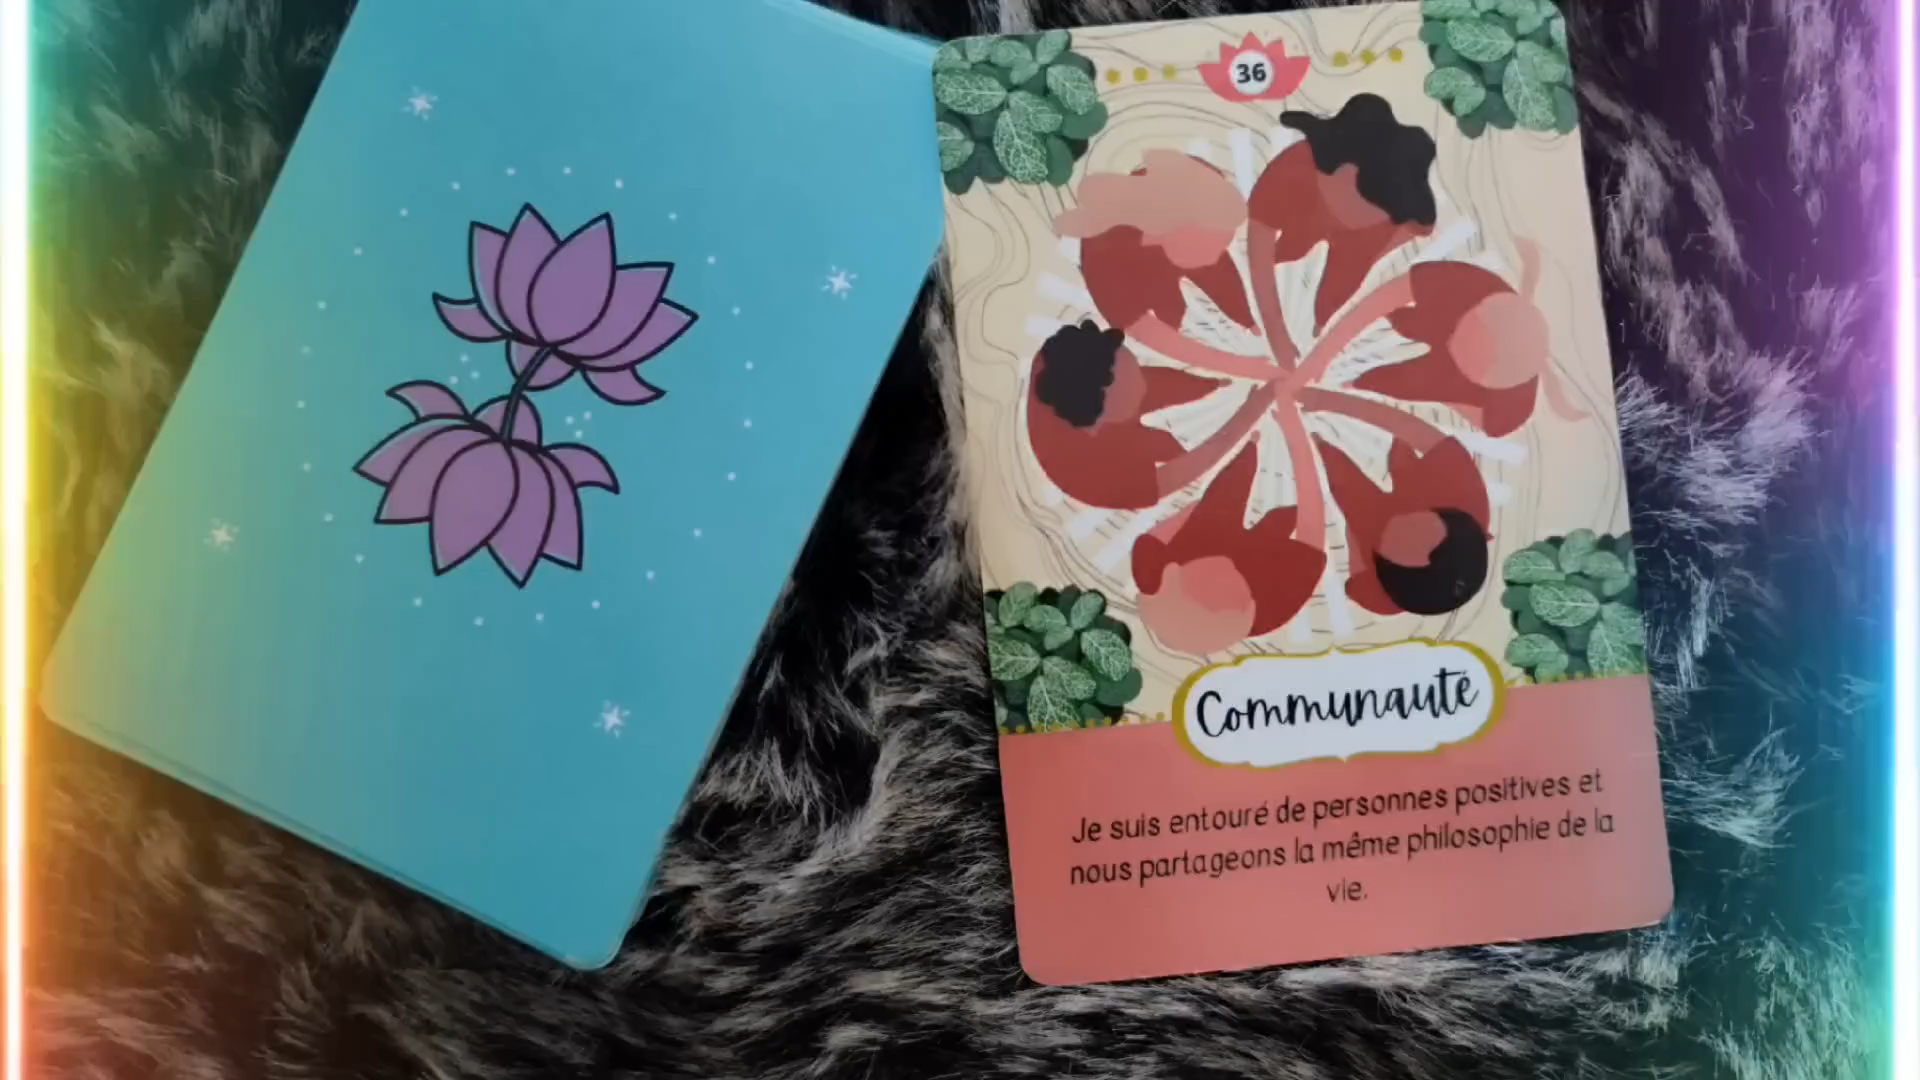 36
Communauté
Je suis entouré de personnes positives et
nous partageons la même philosophie de la
vie.